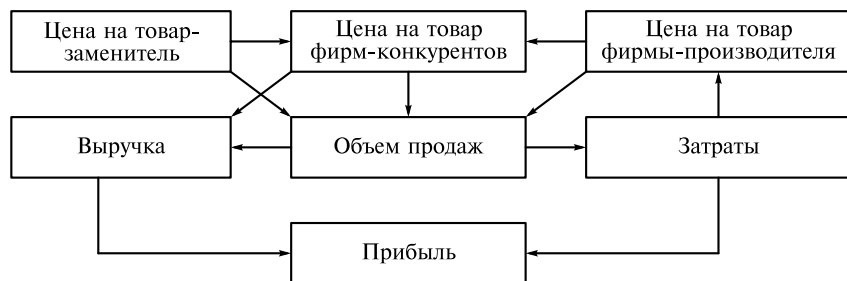 Цена на товар-
заменитель
Цена на товар
фирм-конкурентов
Цена на товар
фирмы-производителя
Выручка
Объем продаж
Затраты
Прибыль